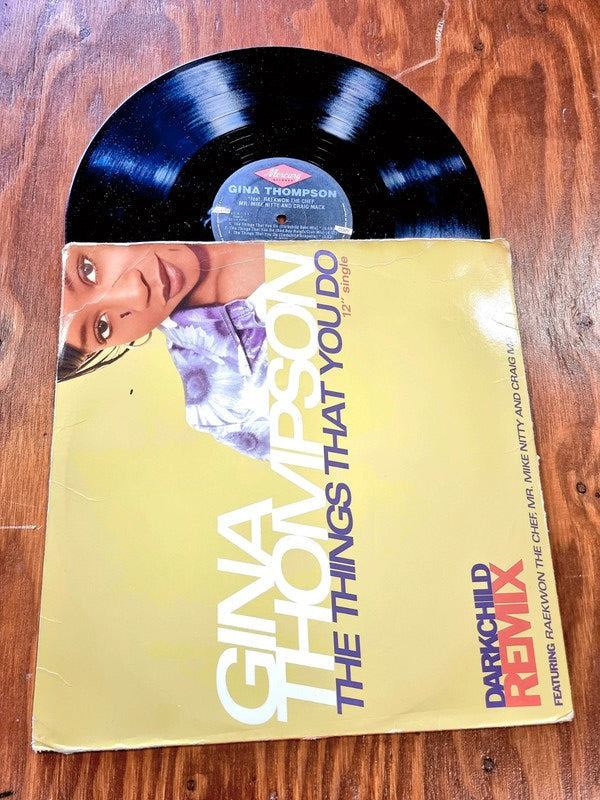 Mercury
GINA THOMPSON
"feat. RAEKWON THE CHEF,
MR. MIKE NITTY AND CRAIG MACK
GINA
THOMPSON
THE THINGS THAT YOU DO
12" single
DARKCHILD
REMIX
FEATURING RAEKWON THE CHEF, MR. MIKE NITTY AND CRAIG